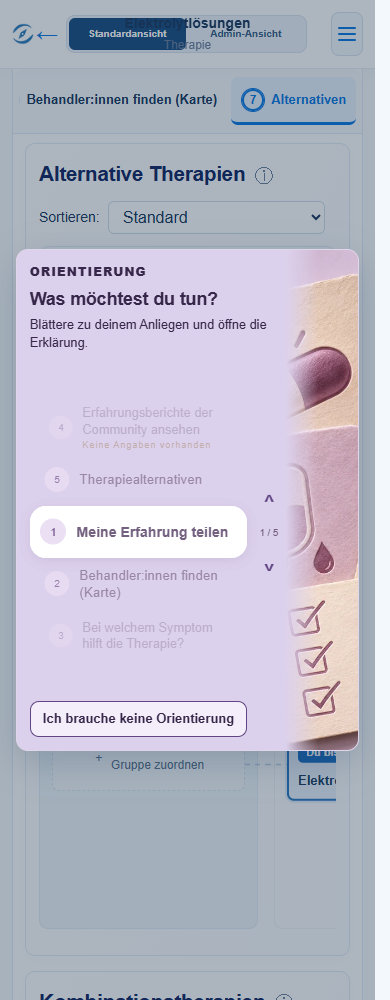 Elektrolytlösungen
Standardansicht
Admin-Ansicht
Therapie
Behandler:innen finden (Karte)
7 Alternativen
Alternative Therapien
Sortieren: Standard
ORIENTIERUNG
Was möchtest du tun?
Blättere zu deinem Anliegen und öffne die
Erklärung.
4 Erfahrungsberichte der
Community ansehen
Keine Angaben vorhanden
5 Therapiealternativen
1 Meine Erfahrung teilen
1 / 5
2 Behandler:innen finden
(Karte)
3 Bei welchem Symptom
hilft die Therapie?
Ich brauche keine Orientierung
+ Gruppe zuordnen
Elektro